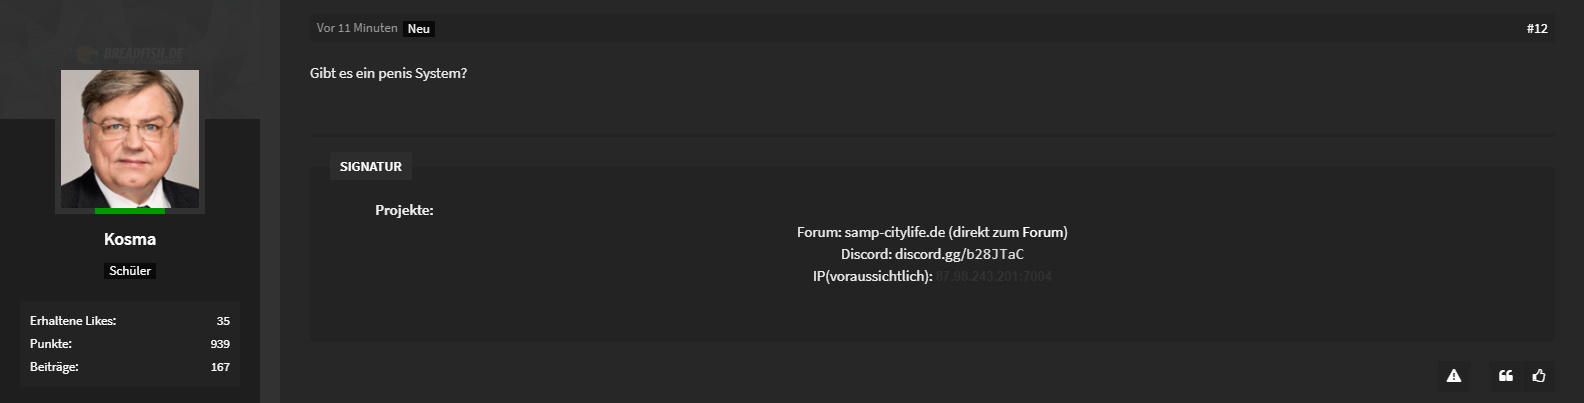 Vor 11 Minuten Neu
#12
BREADFISH.DE
Gibt es ein penis System?
Kosma
Schüler
Erhaltene Likes: 35
Punkte: 939
Beiträge: 167
SIGNATUR
Projekte:
Forum: samp-citylife.de (direkt zum Forum)
Discord: discord.gg/b28JTaC
IP(voraussichtlich): 87.98.243.201:7004